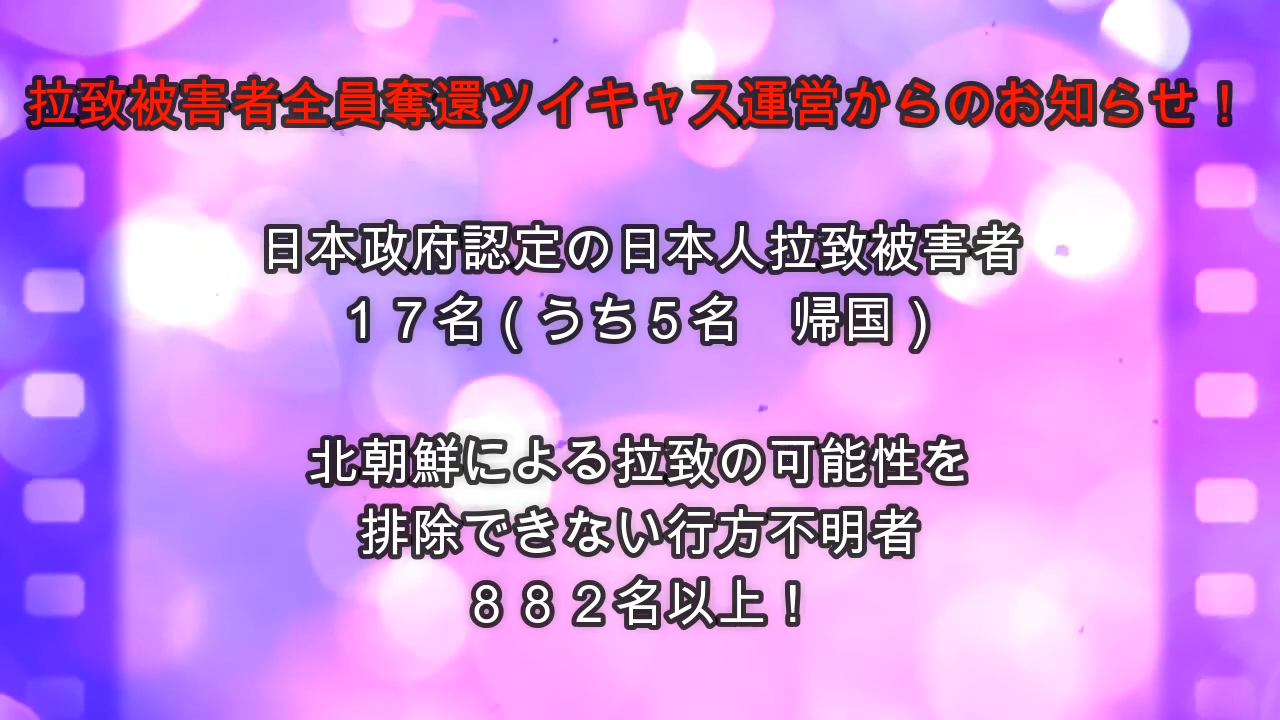 拉致被害者全員奪還ツイキャス運営からのお知らせ！
日本政府認定の日本人拉致被害者
１７名（うち５名　帰国）
北朝鮮による拉致の可能性を
排除できない行方不明者
８８２名以上！